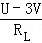 U - 3V
R_L